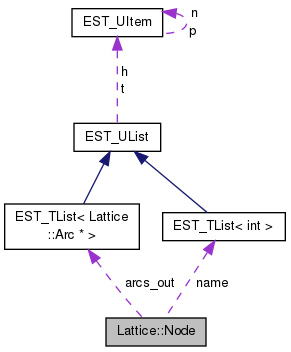 EST_UItem
n
p
h
t
EST_UList
EST_TList< Lattice
::Arc * >
EST_TList< int >
arcs_out
name
Lattice::Node